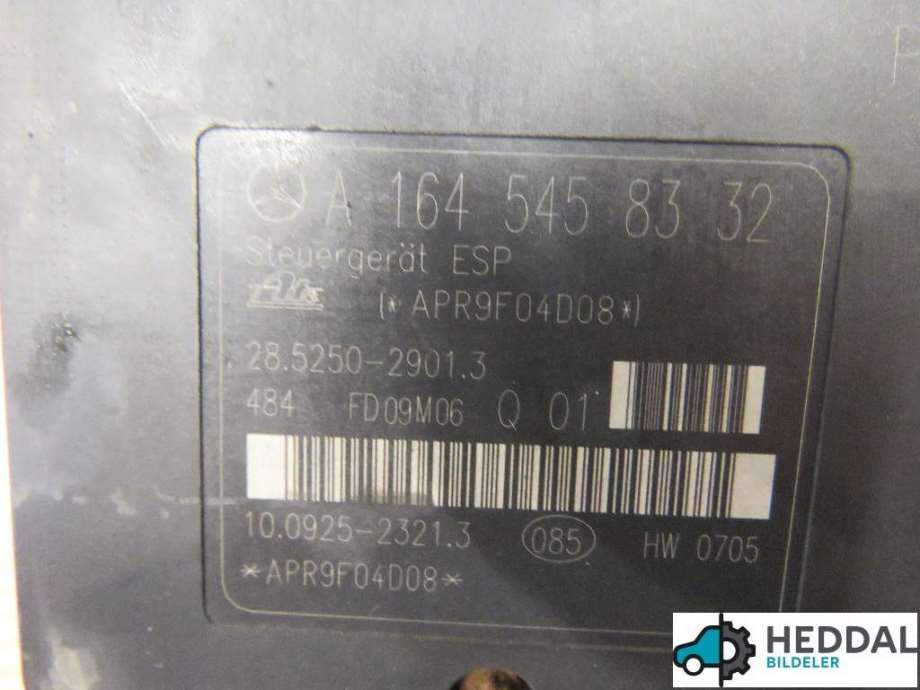 A 164 545 83 32
Steuergerät ESP
Ate (*APR9F04D08*)
28.5250-2901.3
484 FD09M06 Q 01
10.0925-2321.3 085 HW 0705
*APR9F04D08*
P
HEDDAL
BILDELER